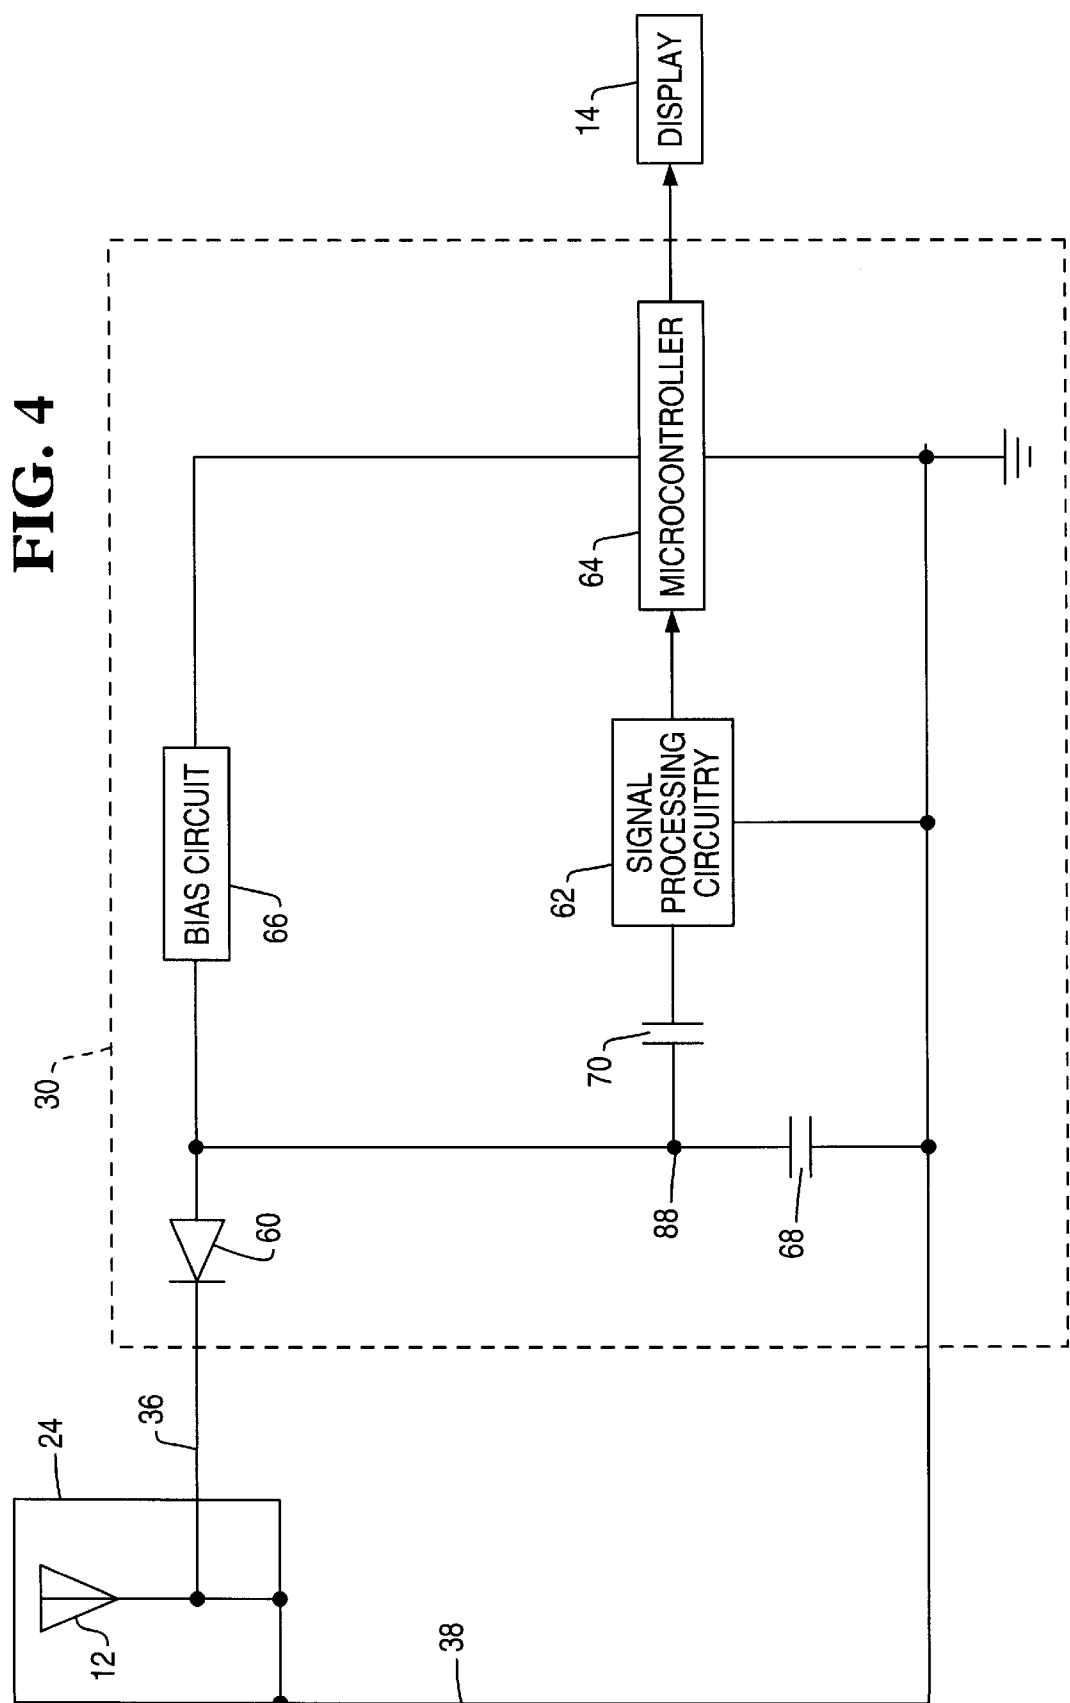 FIG. 4
24
12
36
38
30
60
BIAS CIRCUIT
66
88
68
70
SIGNAL
PROCESSING
CIRCUITRY
62
MICROCONTROLLER
64
DISPLAY
14